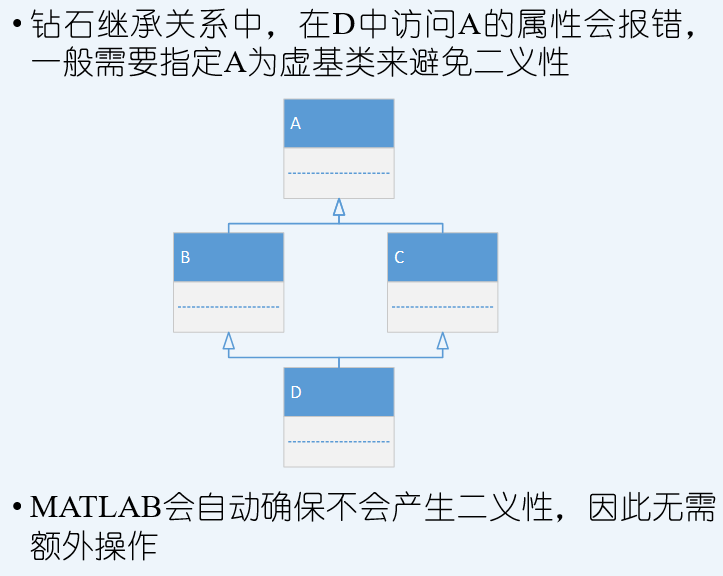 • 钻石继承关系中，在D中访问A的属性会报错，
一般需要指定A为虚基类来避免二义性
A
B
C
D
• MATLAB会自动确保不会产生二义性，因此无需
额外操作